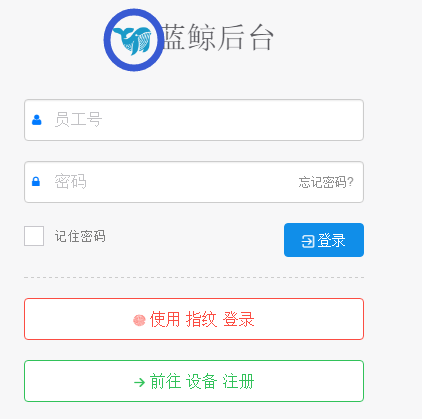 蓝鲸后台
员工号
密码 忘记密码?
记住密码 登录
使用 指纹 登录
前往 设备 注册